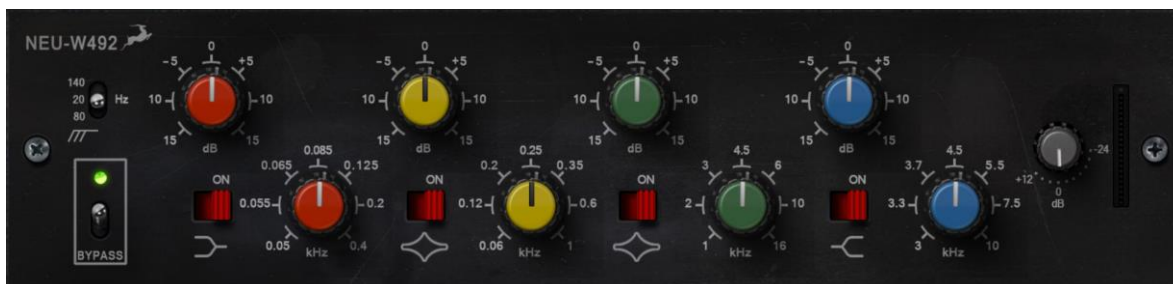 NEU-W492
140
20 Hz
80
BYPASS
0
-5 +5
10 10
15 15
dB
0.085
0.065 0.125
0.055 0.2
0.05 0.4
kHz
ON
0
-5 +5
10 10
15 15
dB
0.25
0.2 0.35
0.12 0.6
0.06 1
kHz
ON
0
-5 +5
10 10
15 15
dB
4.5
3 6
2 10
1 16
kHz
ON
0
-5 +5
10 10
15 15
dB
4.5
3.7 5.5
3.3 7.5
3 10
kHz
ON
-24
+12
0
dB